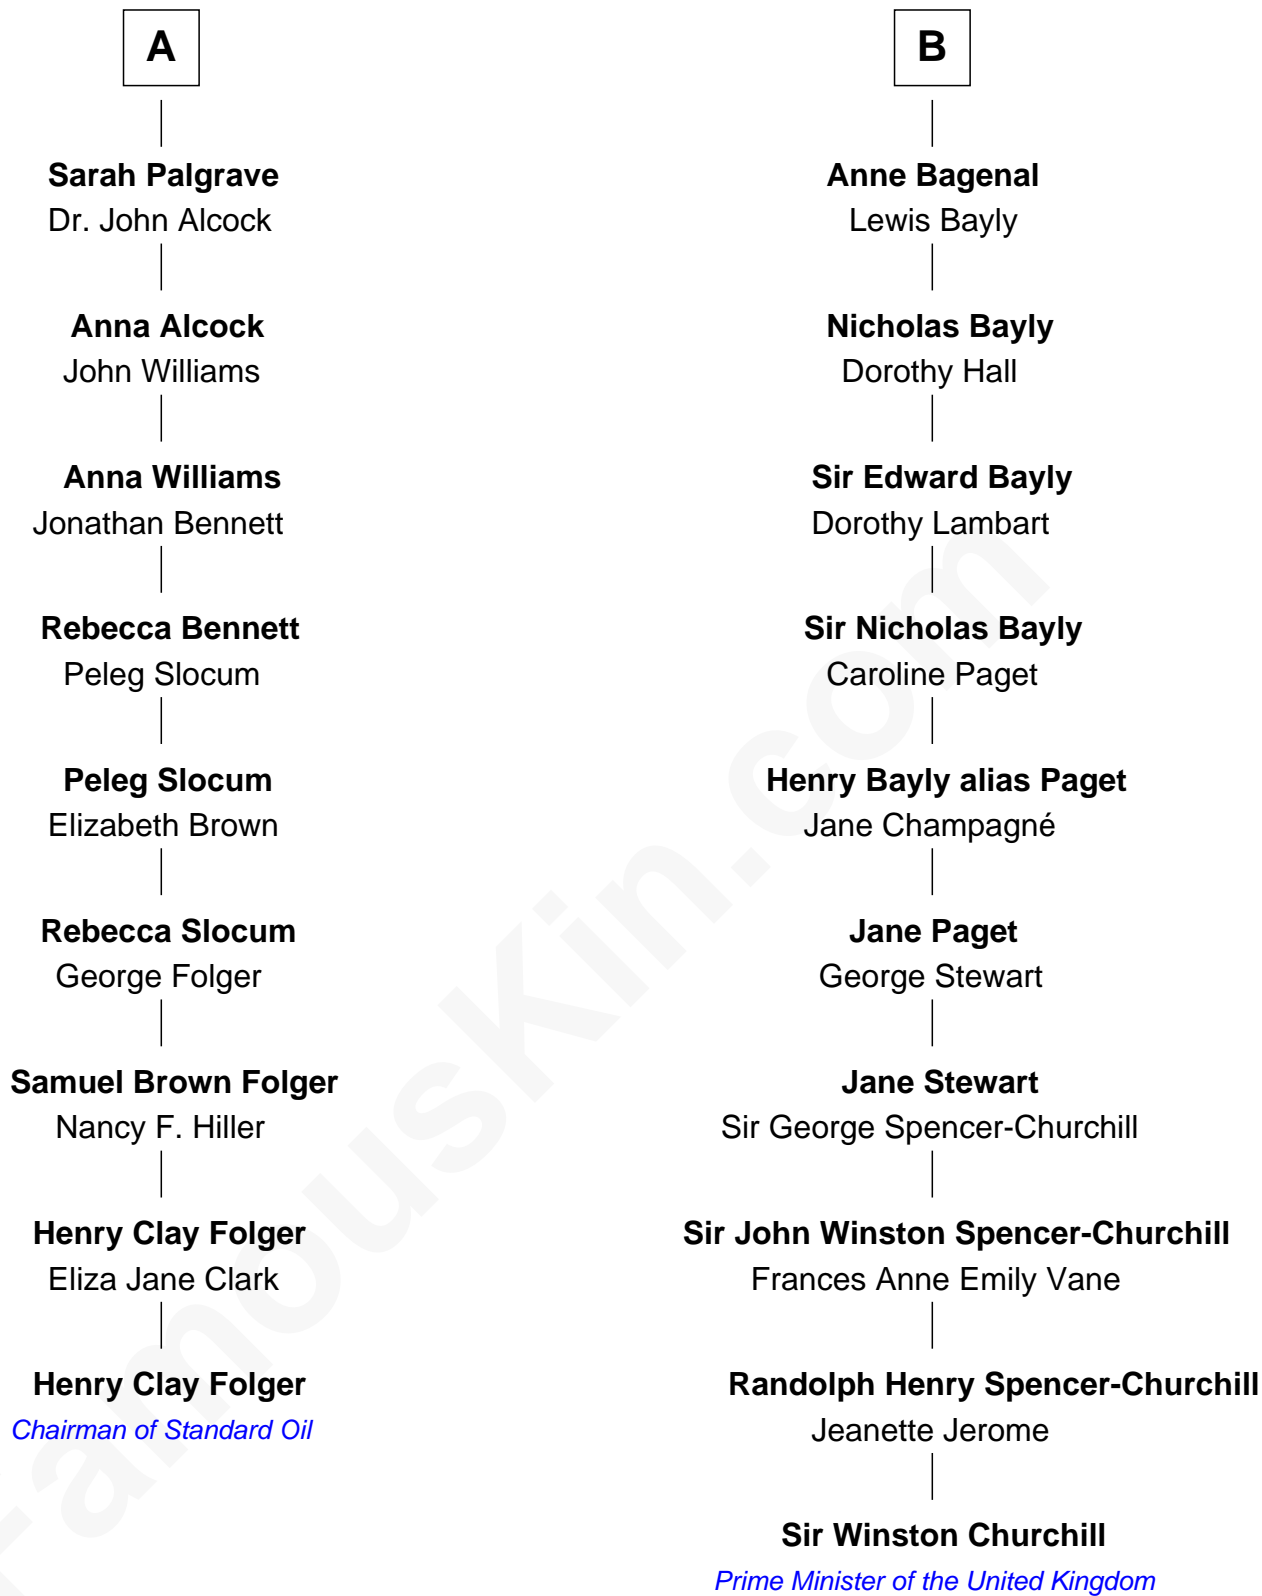 A
Sarah Palgrave
Dr. John Alcock
Anna Alcock
John Williams
Anna Williams
Jonathan Bennett
Rebecca Bennett
Peleg Slocum
Peleg Slocum
Elizabeth Brown
Rebecca Slocum
George Folger
Samuel Brown Folger
Nancy F. Hiller
Henry Clay Folger
Eliza Jane Clark
Henry Clay Folger
Chairman of Standard Oil
B
Anne Bagenal
Lewis Bayly
Nicholas Bayly
Dorothy Hall
Sir Edward Bayly
Dorothy Lambart
Sir Nicholas Bayly
Caroline Paget
Henry Bayly alias Paget
Jane Champagné
Jane Paget
George Stewart
Jane Stewart
Sir George Spencer-Churchill
Sir John Winston Spencer-Churchill
Frances Anne Emily Vane
Randolph Henry Spencer-Churchill
Jeanette Jerome
Sir Winston Churchill
Prime Minister of the United Kingdom
FamousKin.com